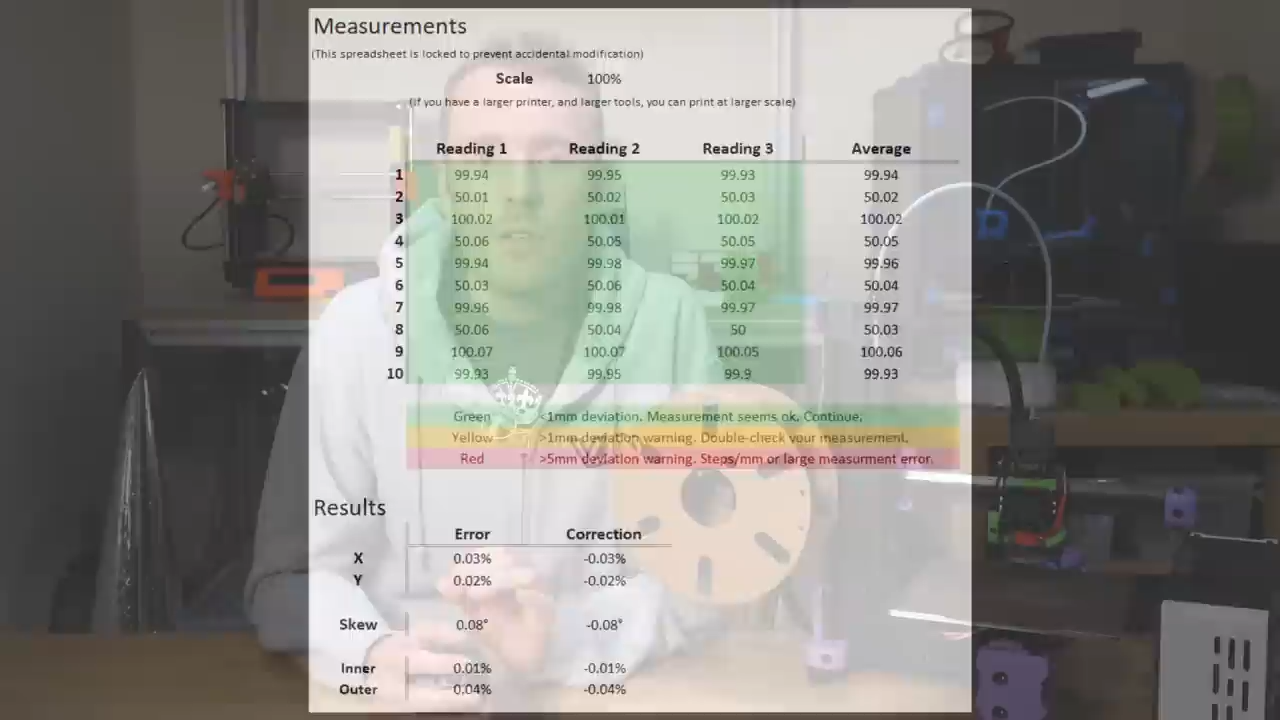 Measurements
(This spreadsheet is locked to prevent accidental modification)
Scale 100%
(If you have a larger printer, and larger tools, you can print at larger scale)
Reading 1 Reading 2 Reading 3 Average
1 99.94 99.95 99.93 99.94
2 50.01 50.02 50.03 50.02
3 100.02 100.01 100.02 100.02
4 50.06 50.05 50.05 50.05
5 99.94 99.98 99.97 99.96
6 50.03 50.06 50.04 50.04
7 99.96 99.98 99.97 99.97
8 50.06 50.04 50 50.03
9 100.07 100.07 100.05 100.06
10 99.93 99.95 99.9 99.93
Green <1mm deviation. Measurement seems ok. Continue.
Yellow >1mm deviation warning. Double-check your measurement.
Red >5mm deviation warning. Steps/mm or large measurment error.
Results
Error Correction
X 0.03% -0.03%
Y 0.02% -0.02%
Skew 0.08° -0.08°
Inner 0.01% -0.01%
Outer 0.04% -0.04%